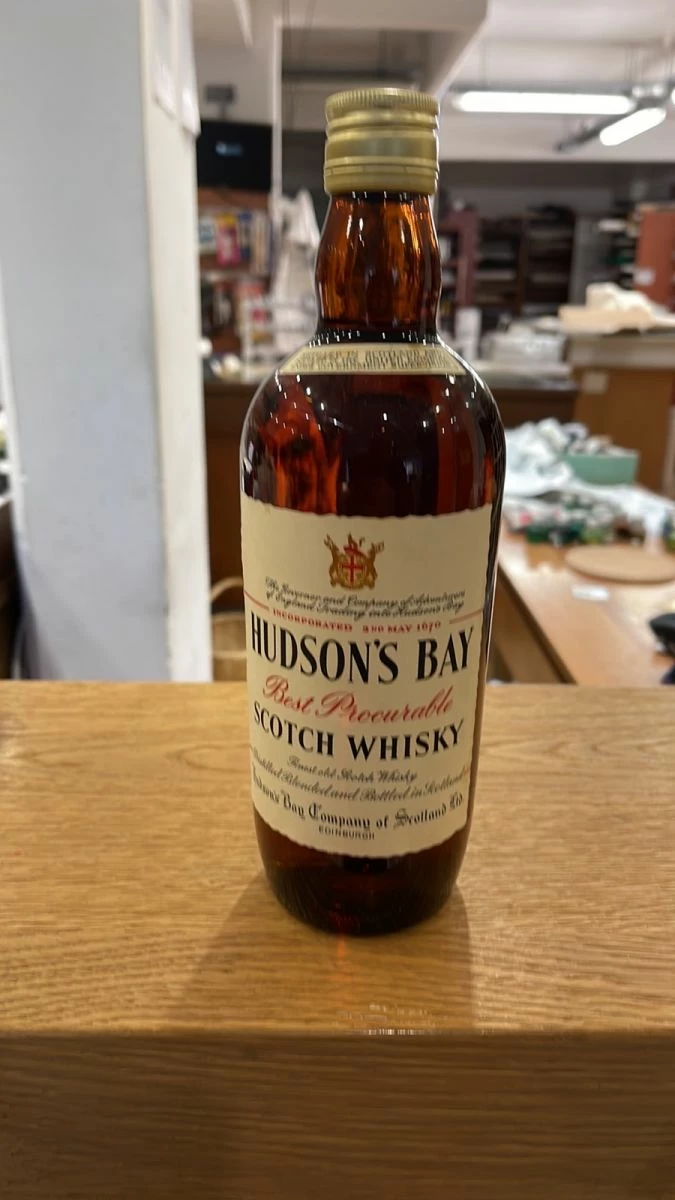 The Governor and Company of Adventurers
of England Trading into Hudson's Bay
INCORPORATED 2ND MAY 1670
HUDSON'S BAY
Best Procurable
SCOTCH WHISKY
Finest old Scotch Whisky
Distilled Blended and Bottled in Scotland
Hudson's Bay Company of Scotland Ltd.
EDINBURGH